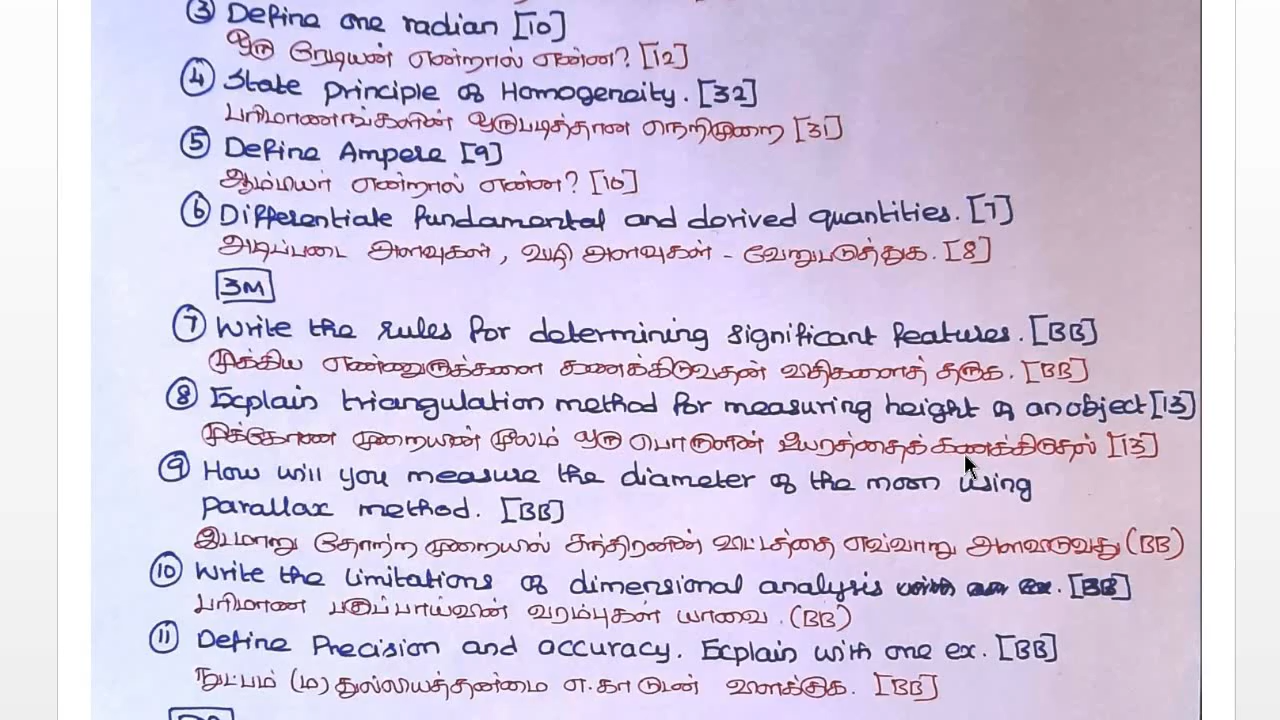 ③ Define one radian [10]
ஒரு ரேடியன் என்றால் என்ன? [12]
④ State Principle of Homogeneity. [32]
பரிமாணங்களின் ஒருபடித்தான நெறிமுறை [31]
⑤ Define Ampere [9]
ஆம்பியர் என்றால் என்ன? [10]
⑥ Differentiate fundamental and derived quantities. [7]
அடிப்படை அளவுகள், வழி அளவுகள் - வேறுபடுத்துக. [8]
3M
⑦ Write the rules for determining significant features. [BB]
முக்கிய எண்ணுருக்களை கணக்கிடுவதன் விதிகளைத் தருக. [BB]
⑧ Explain triangulation method for measuring height of an object [13]
முக்கோண முறையின் மூலம் ஒரு பொருளின் உயரத்தைக் கணக்கிடுதல் [13]
⑨ How will you measure the diameter of the moon using
Parallax method. [BB]
இடமாறு தோற்ற முறையில் சந்திரனின் விட்டத்தை எவ்வாறு அளவிடுவது (BB)
⑩ Write the limitations of dimensional analysis [BB]
பரிமாண பகுப்பாய்வின் வரம்புகள் யாவை. (BB)
⑪ Define Precision and accuracy. Explain with one ex. [BB]
நுட்பம் (ம) துல்லியத்தன்மை எ.காடுடன் விளக்குக. [BB]